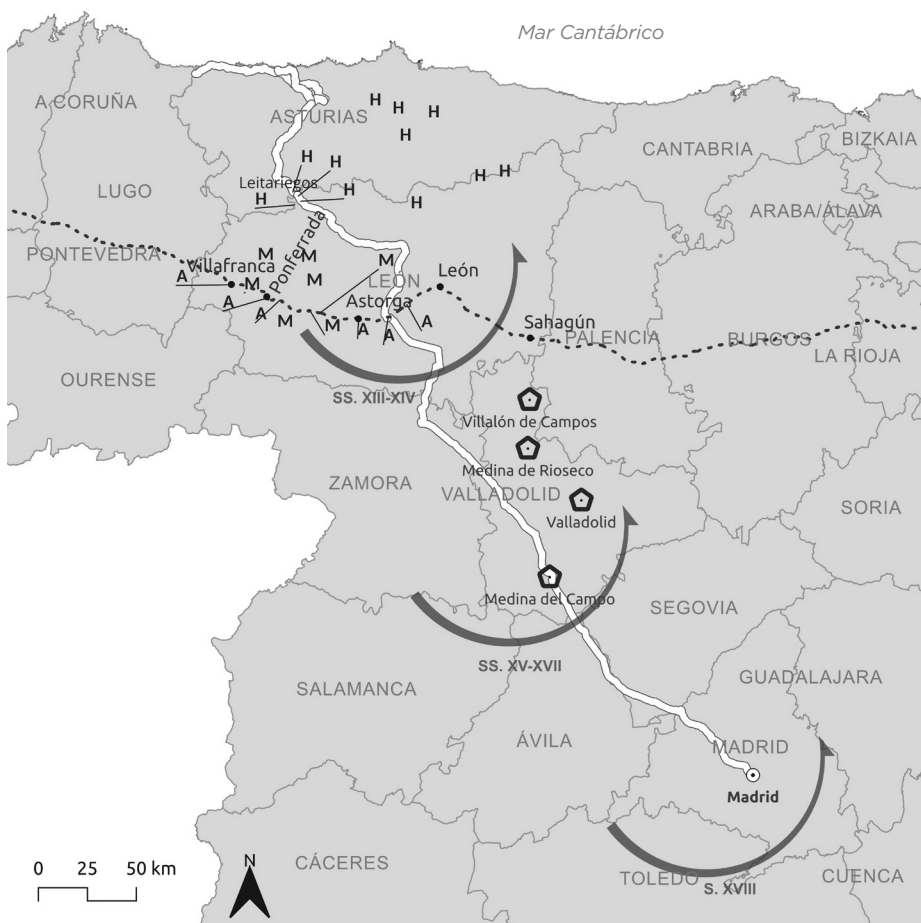 Mar Cantábrico
A CORUÑA
ASTURIAS
H
H
H
H
CANTABRIA
BIZKAIA
LUGO
H
H
Leitariegos
H
H
H
H
H
ARABA/ÁLAVA
PONTEVEDRA
Villafranca
Ponferrada
M
M
M
M
M
LEÓN
León
A
A
A
M
M
Astorga
A
A
A
Sahagún
PALENCIA
BURGOS
LA RIOJA
OURENSE
SS. XIII-XIV
Villalón de Campos
Medina de Rioseco
ZAMORA
VALLADOLID
SORIA
Valladolid
Medina del Campo
SEGOVIA
SS. XV-XVII
SALAMANCA
GUADALAJARA
ÁVILA
MADRID
Madrid
0 25 50 km
N
CÁCERES
TOLEDO
S. XVIII
CUENCA